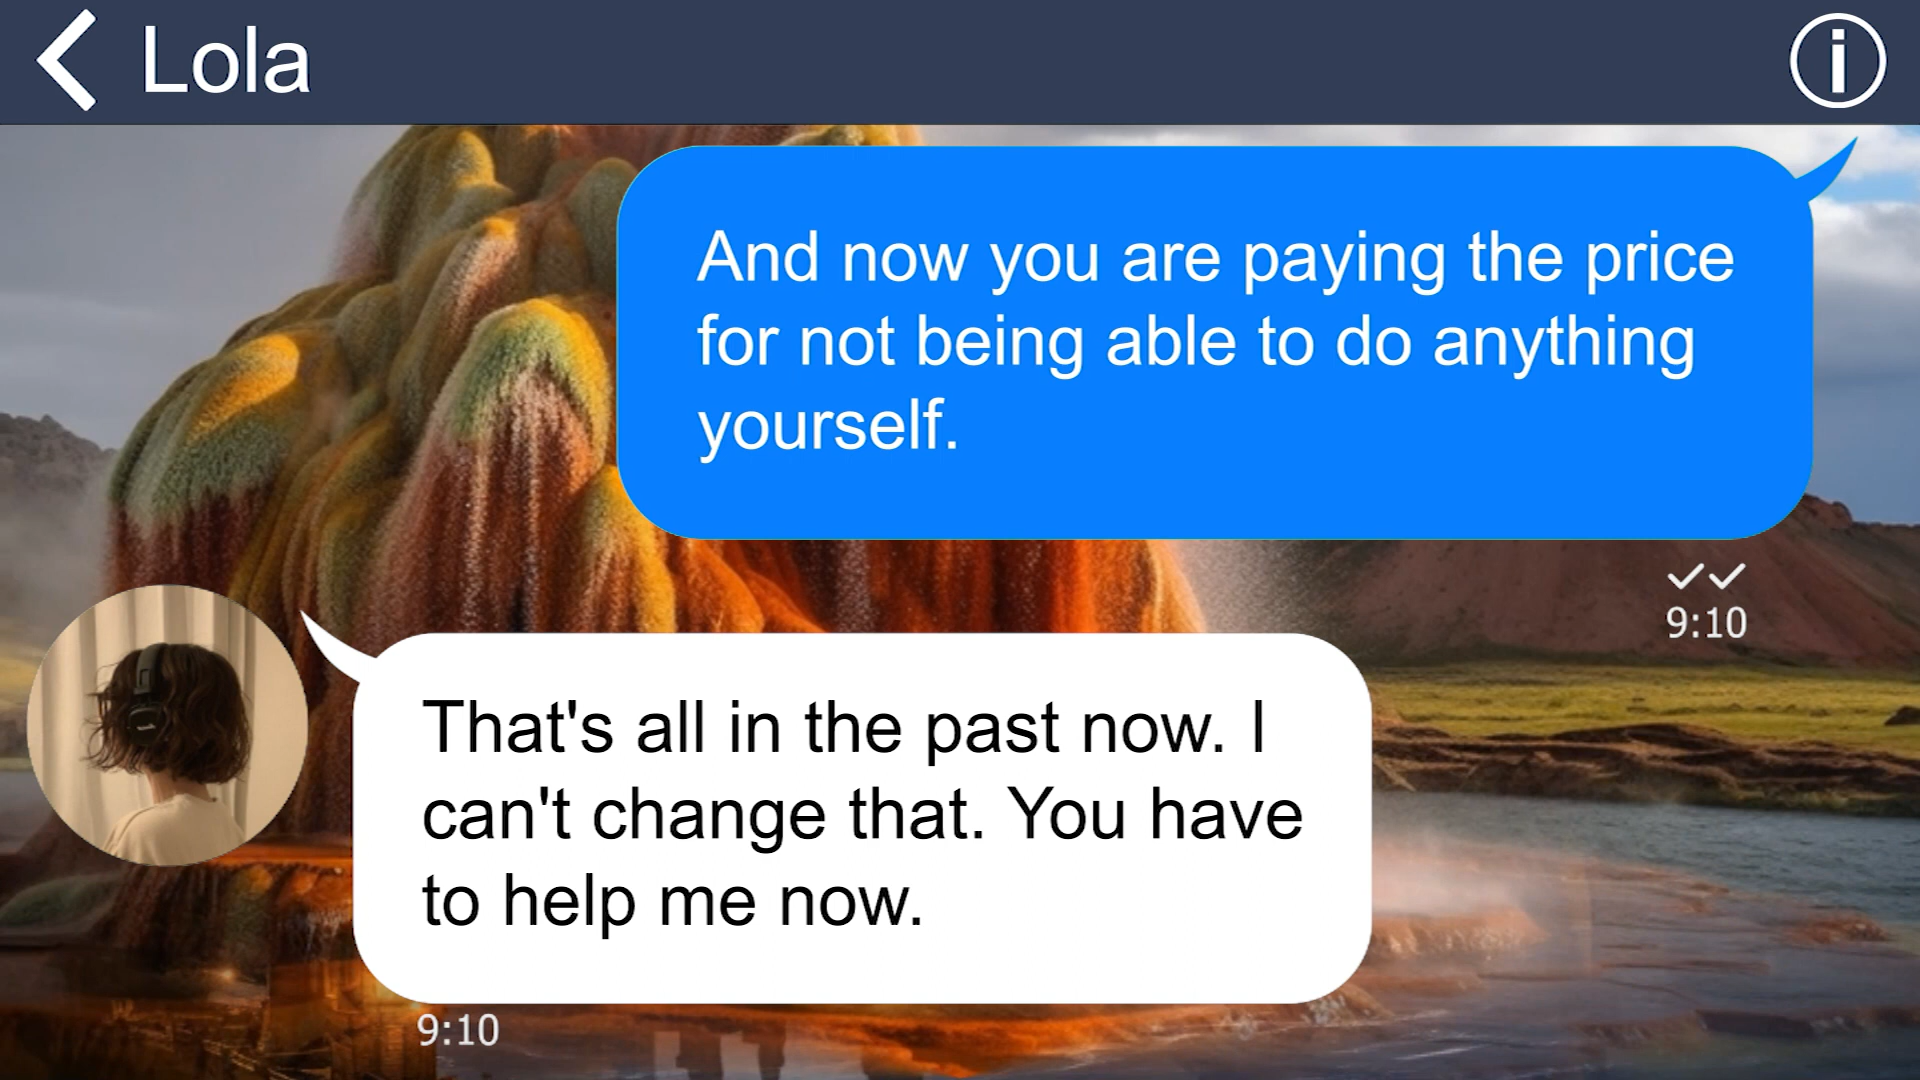 Lola
And now you are paying the price
for not being able to do anything
yourself.
9:10
That's all in the past now. I
can't change that. You have
to help me now.
9:10